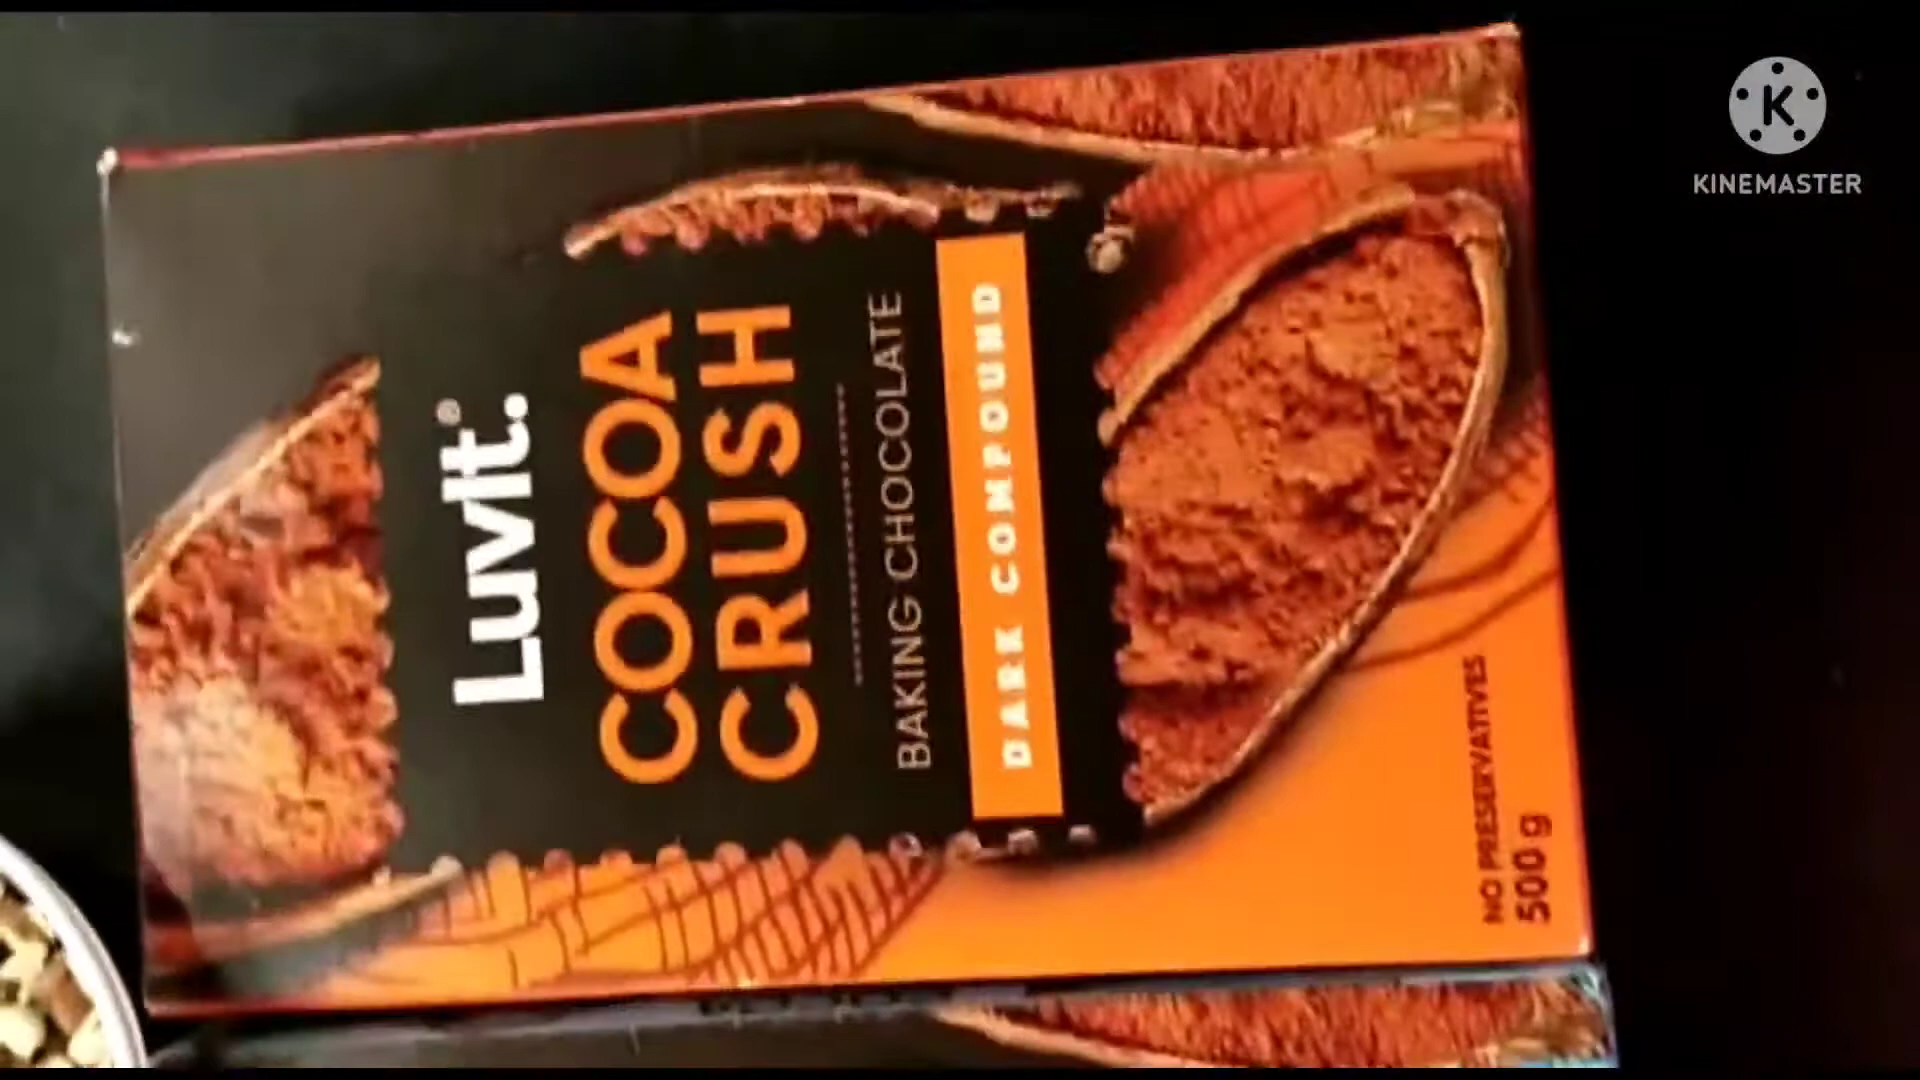 LuvIt.®
COCOA
CRUSH
BAKING CHOCOLATE
DARK COMPOUND
NO PRESERVATIVES
500 g
K
KINEMASTER